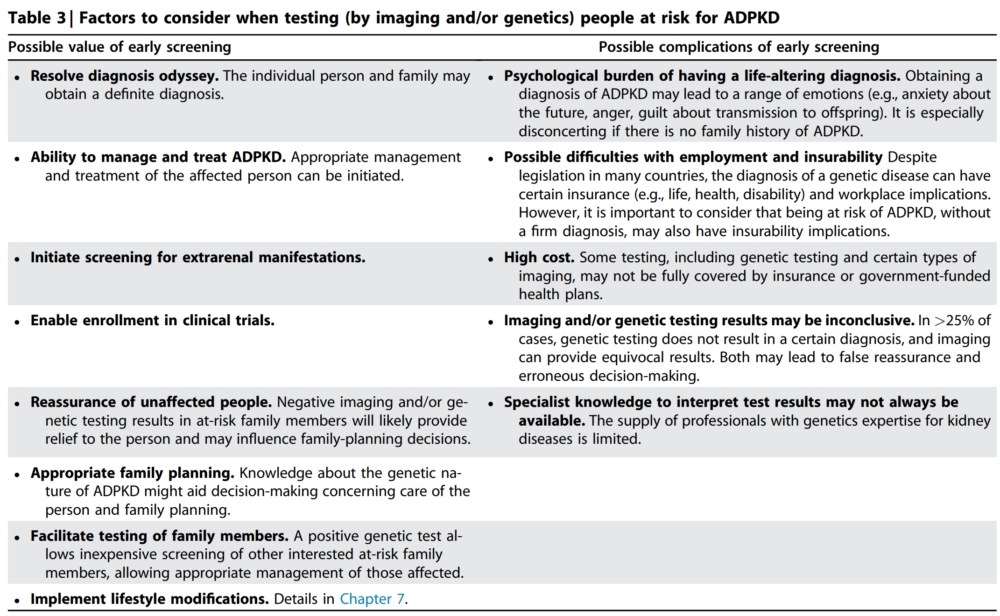 Table 3 | Factors to consider when testing (by imaging and/or genetics) people at risk for ADPKD
Possible value of early screening
Possible complications of early screening
• Resolve diagnosis odyssey. The individual person and family may
obtain a definite diagnosis.
• Psychological burden of having a life-altering diagnosis. Obtaining a
diagnosis of ADPKD may lead to a range of emotions (e.g., anxiety about
the future, anger, guilt about transmission to offspring). It is especially
disconcerting if there is no family history of ADPKD.
• Ability to manage and treat ADPKD. Appropriate management
and treatment of the affected person can be initiated.
• Possible difficulties with employment and insurability Despite
legislation in many countries, the diagnosis of a genetic disease can have
certain insurance (e.g., life, health, disability) and workplace implications.
However, it is important to consider that being at risk of ADPKD, without
a firm diagnosis, may also have insurability implications.
• Initiate screening for extrarenal manifestations.
• High cost. Some testing, including genetic testing and certain types of
imaging, may not be fully covered by insurance or government-funded
health plans.
• Enable enrollment in clinical trials.
• Imaging and/or genetic testing results may be inconclusive. In >25% of
cases, genetic testing does not result in a certain diagnosis, and imaging
can provide equivocal results. Both may lead to false reassurance and
erroneous decision-making.
• Reassurance of unaffected people. Negative imaging and/or ge-
netic testing results in at-risk family members will likely provide
relief to the person and may influence family-planning decisions.
• Specialist knowledge to interpret test results may not always be
available. The supply of professionals with genetics expertise for kidney
diseases is limited.
• Appropriate family planning. Knowledge about the genetic na-
ture of ADPKD might aid decision-making concerning care of the
person and family planning.
• Facilitate testing of family members. A positive genetic test al-
lows inexpensive screening of other interested at-risk family
members, allowing appropriate management of those affected.
• Implement lifestyle modifications. Details in Chapter 7.